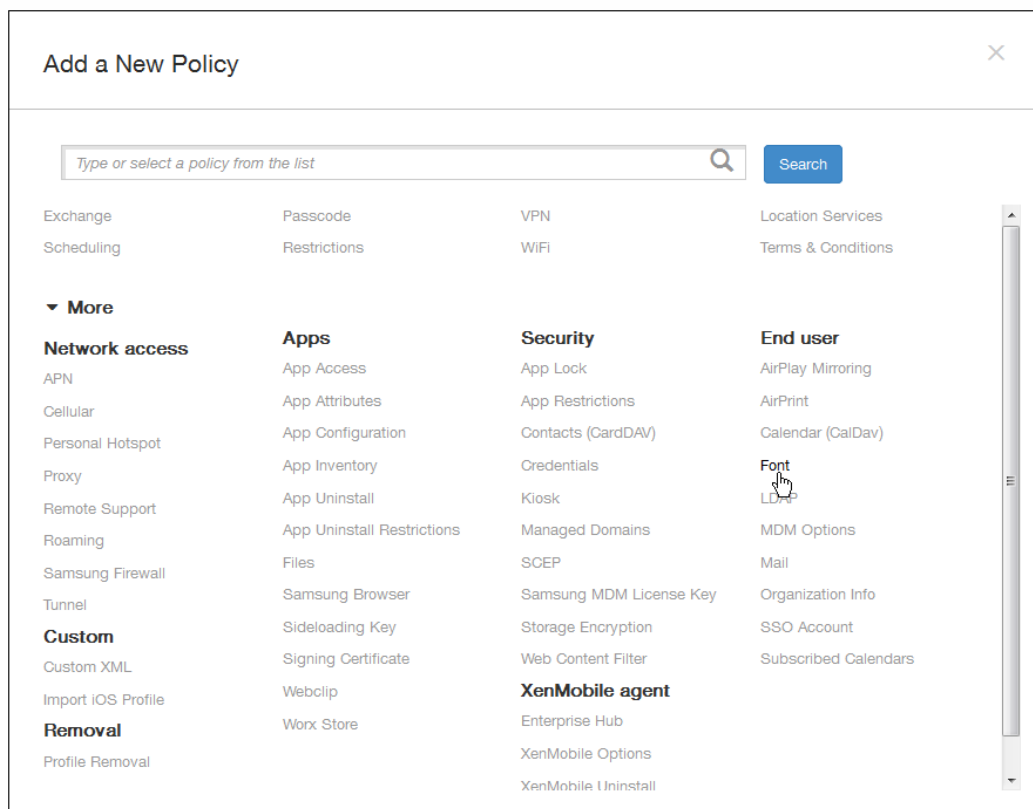 Add a New Policy
Type or select a policy from the list
Search
Exchange
Passcode
VPN
Location Services
Scheduling
Restrictions
WiFi
Terms & Conditions
More
Network access
APN
Cellular
Personal Hotspot
Proxy
Remote Support
Roaming
Samsung Firewall
Tunnel
Custom
Custom XML
Import iOS Profile
Removal
Profile Removal
Apps
App Access
App Attributes
App Configuration
App Inventory
App Uninstall
App Uninstall Restrictions
Files
Samsung Browser
Sideloading Key
Signing Certificate
Webclip
Worx Store
Security
App Lock
App Restrictions
Contacts (CardDAV)
Credentials
Kiosk
Managed Domains
SCEP
Samsung MDM License Key
Storage Encryption
Web Content Filter
XenMobile agent
Enterprise Hub
XenMobile Options
XenMobile Uninstall
End user
AirPlay Mirroring
AirPrint
Calendar (CalDav)
Font
LDAP
MDM Options
Mail
Organization Info
SSO Account
Subscribed Calendars